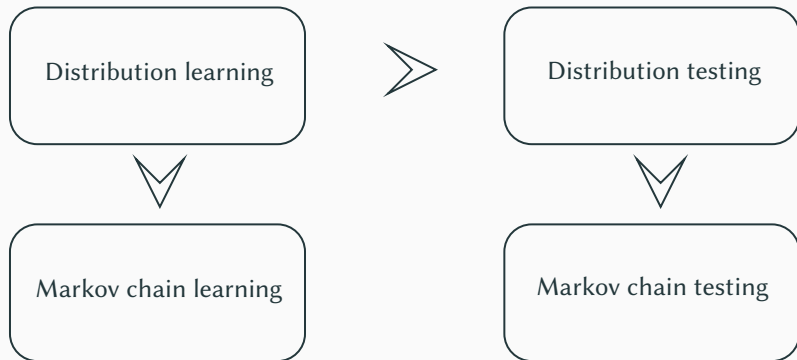 Distribution learning
Distribution testing
Markov chain learning
Markov chain testing